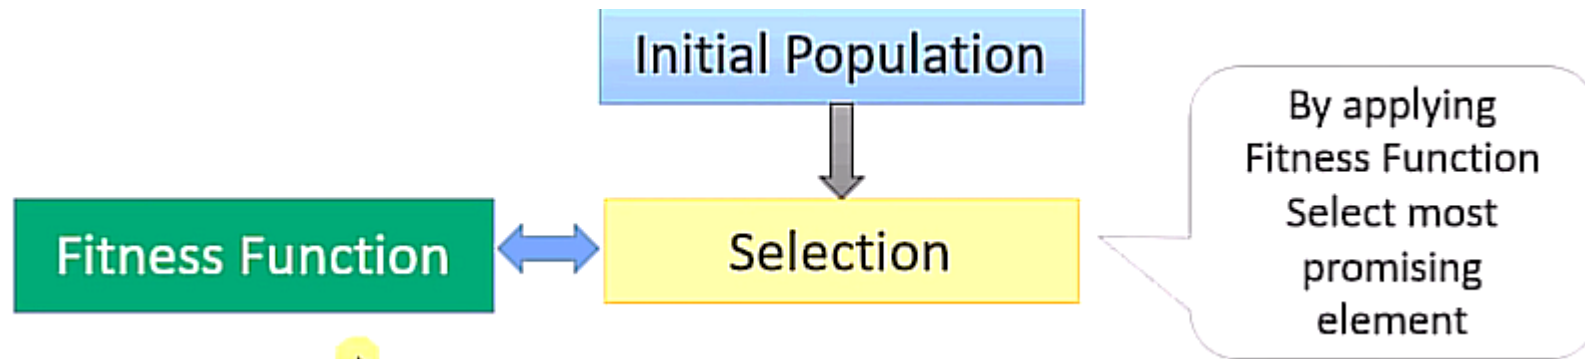 Initial Population
Fitness Function
Selection
By applying
Fitness Function
Select most
promising
element